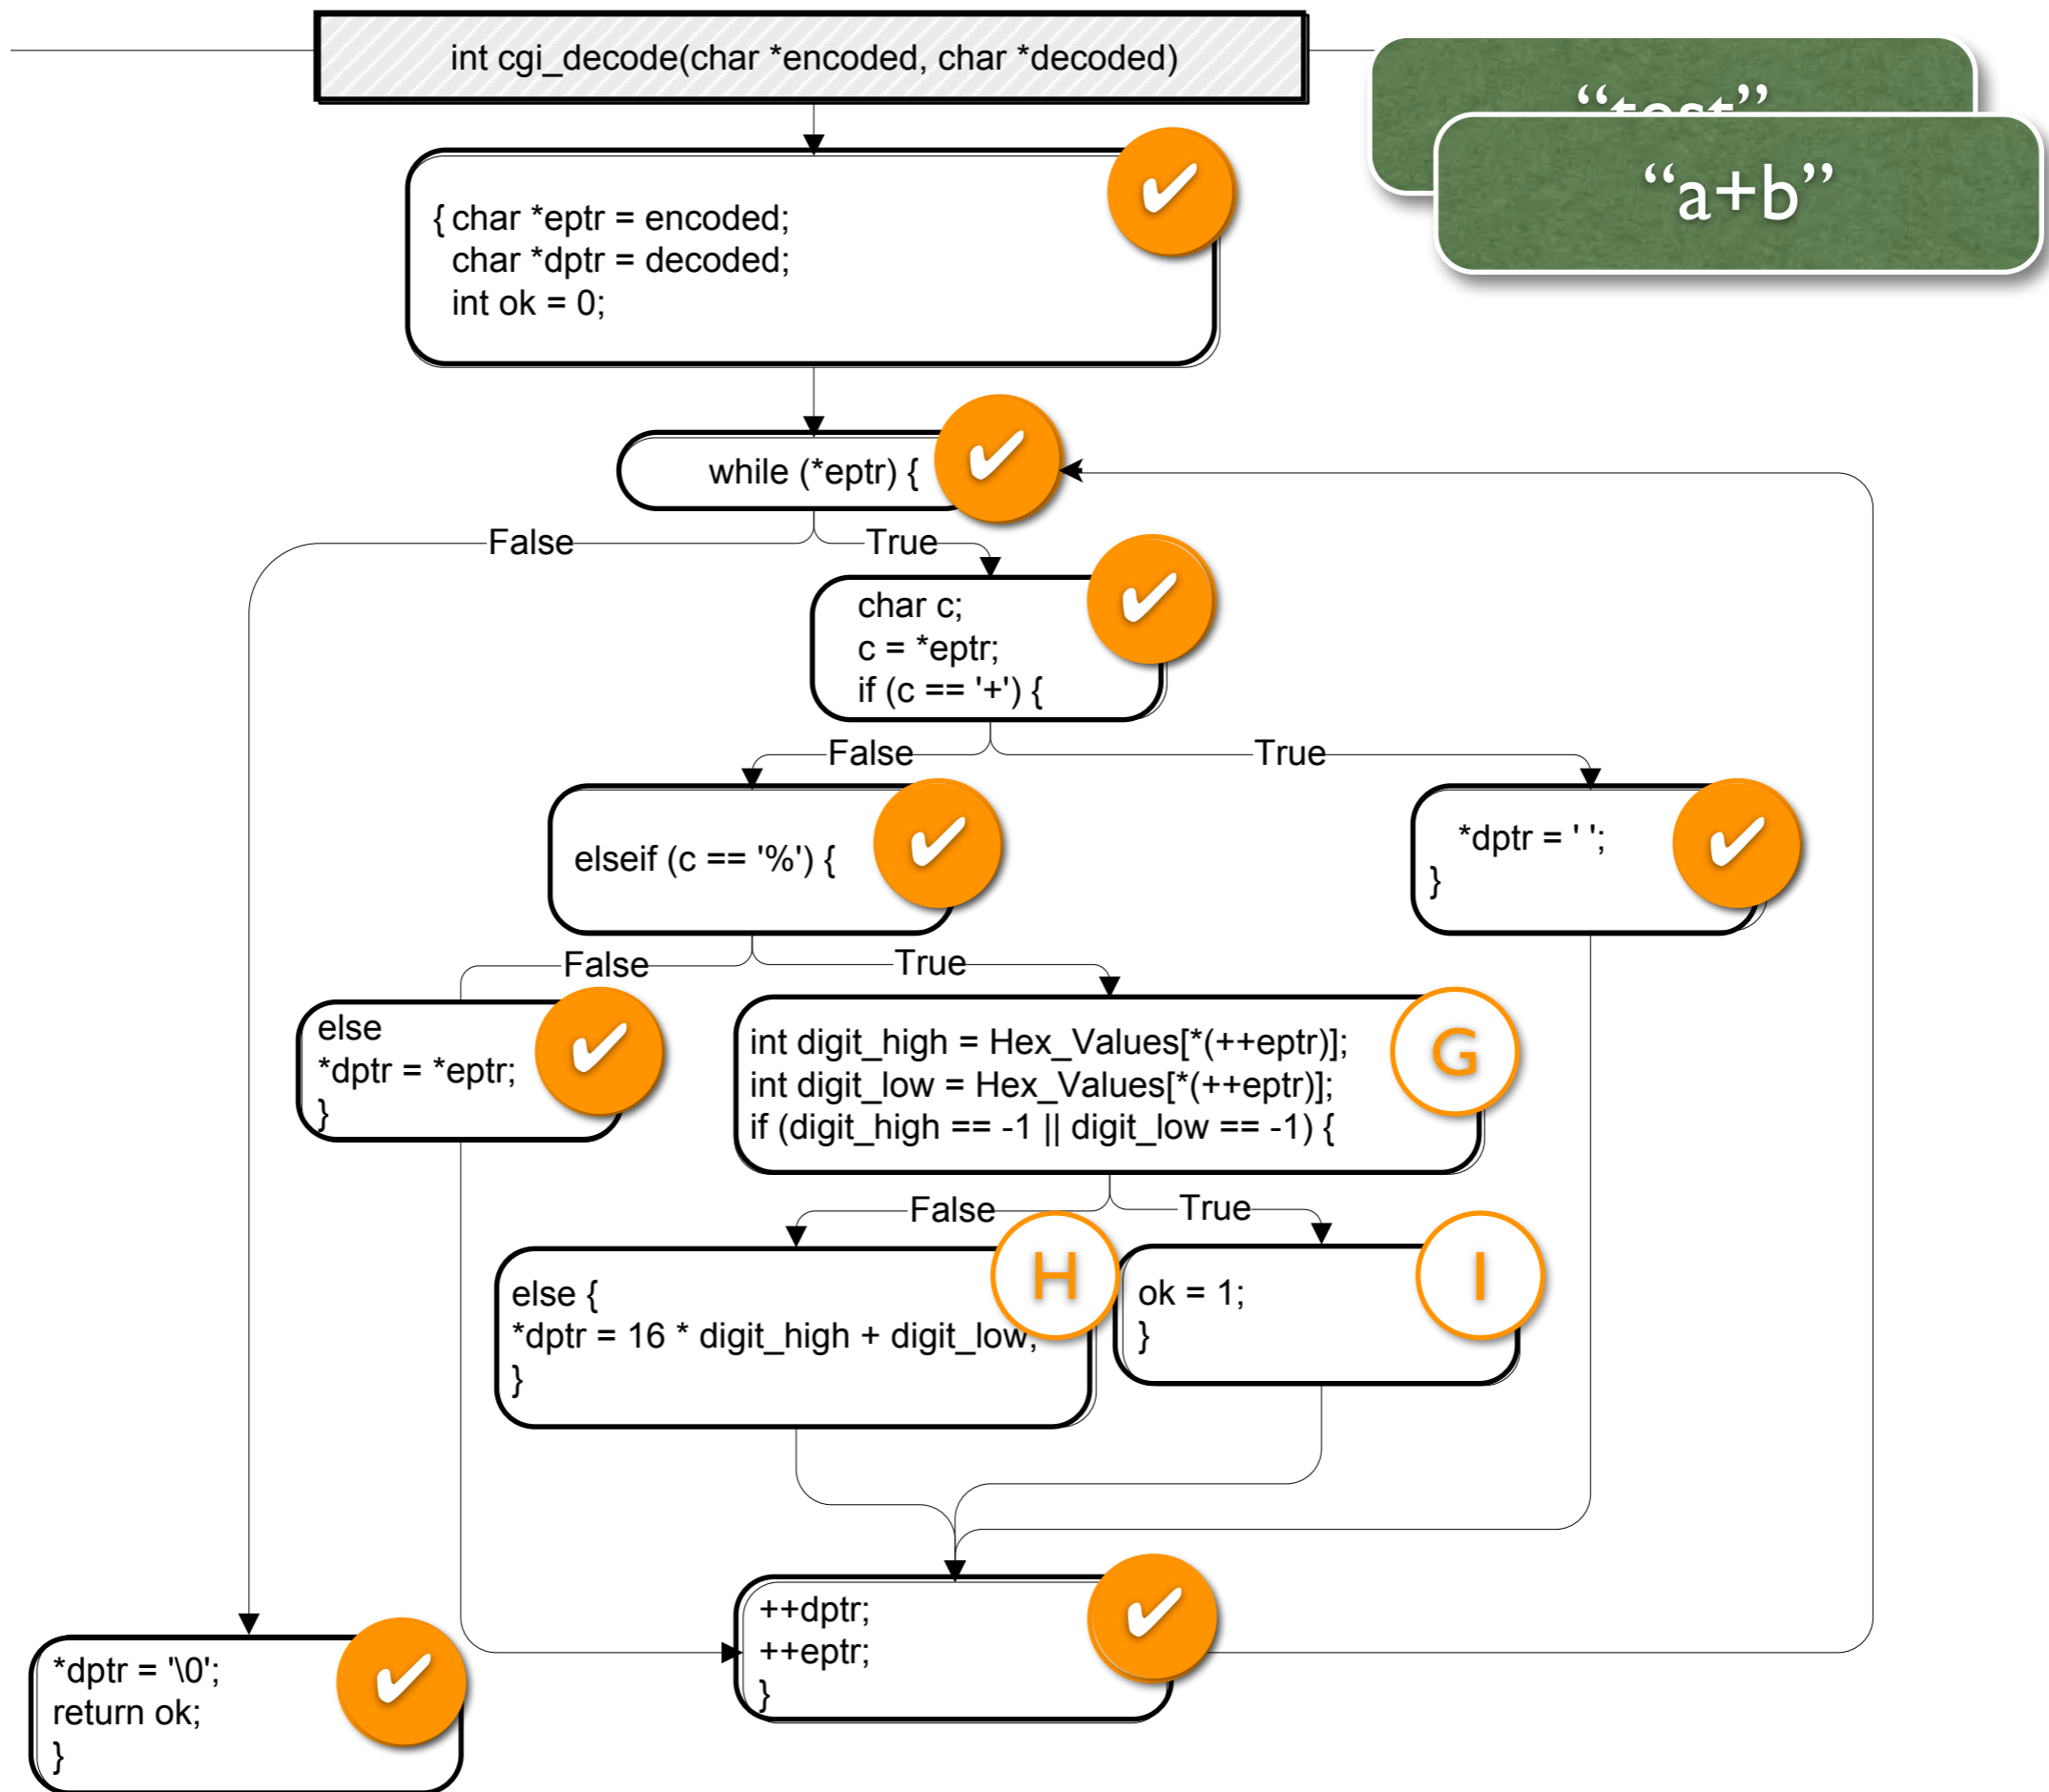 int cgi_decode(char *encoded, char *decoded)
“test”
“a+b”
{ char *eptr = encoded;
char *dptr = decoded;
int ok = 0;
while (*eptr) {
False
True
char c;
c = *eptr;
if (c == '+') {
False
True
elseif (c == '%') {
*dptr = ' ';
}
False
True
else
*dptr = *eptr;
}
int digit_high = Hex_Values[*(++eptr)];
int digit_low = Hex_Values[*(++eptr)];
if (digit_high == -1 || digit_low == -1) {
G
False
True
else {
*dptr = 16 * digit_high + digit_low;
}
H
ok = 1;
}
I
++dptr;
++eptr;
}
*dptr = '\0';
return ok;
}